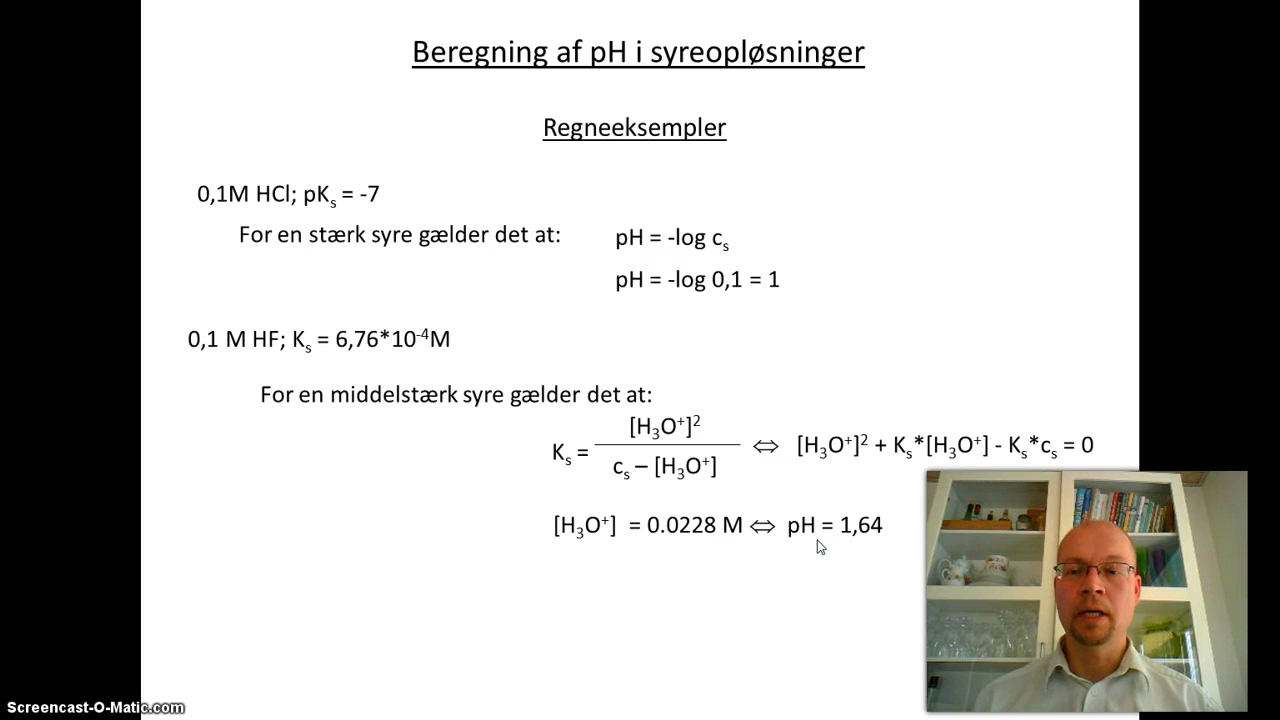 Beregning af pH i syreopløsninger
Regneeksempler
0,1M HCl; pKₛ = -7
For en stærk syre gælder det at:
pH = -log cₛ
pH = -log 0,1 = 1
0,1 M HF; Kₛ = 6,76*10⁻⁴M
For en middelstærk syre gælder det at:
Kₛ = [H₃O⁺]² / cₛ – [H₃O⁺] ⇔ [H₃O⁺]² + Kₛ*[H₃O⁺] - Kₛ*cₛ = 0
[H₃O⁺] = 0.0228 M ⇔ pH = 1,64
Screencast-O-Matic.com